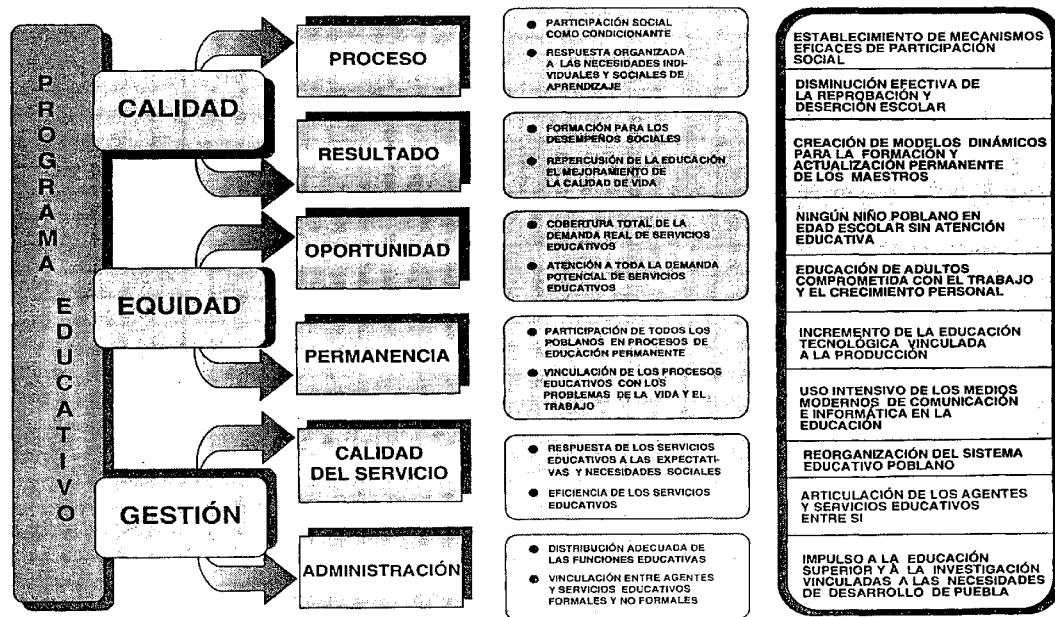 PROGRAMA EDUCATIVO
CALIDAD
EQUIDAD
GESTIÓN
PROCESO
RESULTADO
OPORTUNIDAD
PERMANENCIA
CALIDAD
DEL SERVICIO
ADMINISTRACIÓN
● PARTICIPACIÓN SOCIAL
COMO CONDICIONANTE
● RESPUESTA ORGANIZADA
A LAS NECESIDADES INDI-
VIDUALES Y SOCIALES DE
APRENDIZAJE
● FORMACIÓN PARA LOS
DESEMPEÑOS SOCIALES
● REPERCUSIÓN DE LA EDUCACIÓN
EL MEJORAMIENTO DE
LA CALIDAD DE VIDA
● COBERTURA TOTAL DE LA
DEMANDA REAL DE SERVICIOS
EDUCATIVOS
● ATENCIÓN A TODA LA DEMANDA
POTENCIAL DE SERVICIOS
EDUCATIVOS
● PARTICIPACIÓN DE TODOS LOS
POBLANOS EN PROCESOS DE
EDUCACIÓN PERMANENTE
● VINCULACIÓN DE LOS PROCESOS
EDUCATIVOS CON LOS
PROBLEMAS DE LA VIDA Y EL
TRABAJO
● RESPUESTA DE LOS SERVICIOS
EDUCATIVOS A LAS EXPECTATI-
VAS Y NECESIDADES SOCIALES
● EFICIENCIA DE LOS SERVICIOS
EDUCATIVOS
● DISTRIBUCIÓN ADECUADA DE
LAS FUNCIONES EDUCATIVAS
● VINCULACIÓN ENTRE AGENTES
Y SERVICIOS EDUCATIVOS
FORMALES Y NO FORMALES
ESTABLECIMIENTO DE MECANISMOS
EFICACES DE PARTICIPACIÓN
SOCIAL
DISMINUCIÓN EFECTIVA DE
LA REPROBACIÓN Y
DESERCIÓN ESCOLAR
CREACIÓN DE MODELOS DINÁMICOS
PARA LA FORMACIÓN Y
ACTUALIZACIÓN PERMANENTE
DE LOS MAESTROS
NINGÚN NIÑO POBLANO EN
EDAD ESCOLAR SIN ATENCIÓN
EDUCATIVA
EDUCACIÓN DE ADULTOS
COMPROMETIDA CON EL TRABAJO
Y EL CRECIMIENTO PERSONAL
INCREMENTO DE LA EDUCACIÓN
TECNOLÓGICA VINCULADA
A LA PRODUCCIÓN
USO INTENSIVO DE LOS MEDIOS
MODERNOS DE COMUNICACIÓN
E INFORMÁTICA EN LA
EDUCACIÓN
REORGANIZACIÓN DEL SISTEMA
EDUCATIVO POBLANO
ARTICULACIÓN DE LOS AGENTES
Y SERVICIOS EDUCATIVOS
ENTRE SI
IMPULSO A LA EDUCACIÓN
SUPERIOR Y A LA INVESTIGACIÓN
VINCULADAS A LAS NECESIDADES
DE DESARROLLO DE PUEBLA